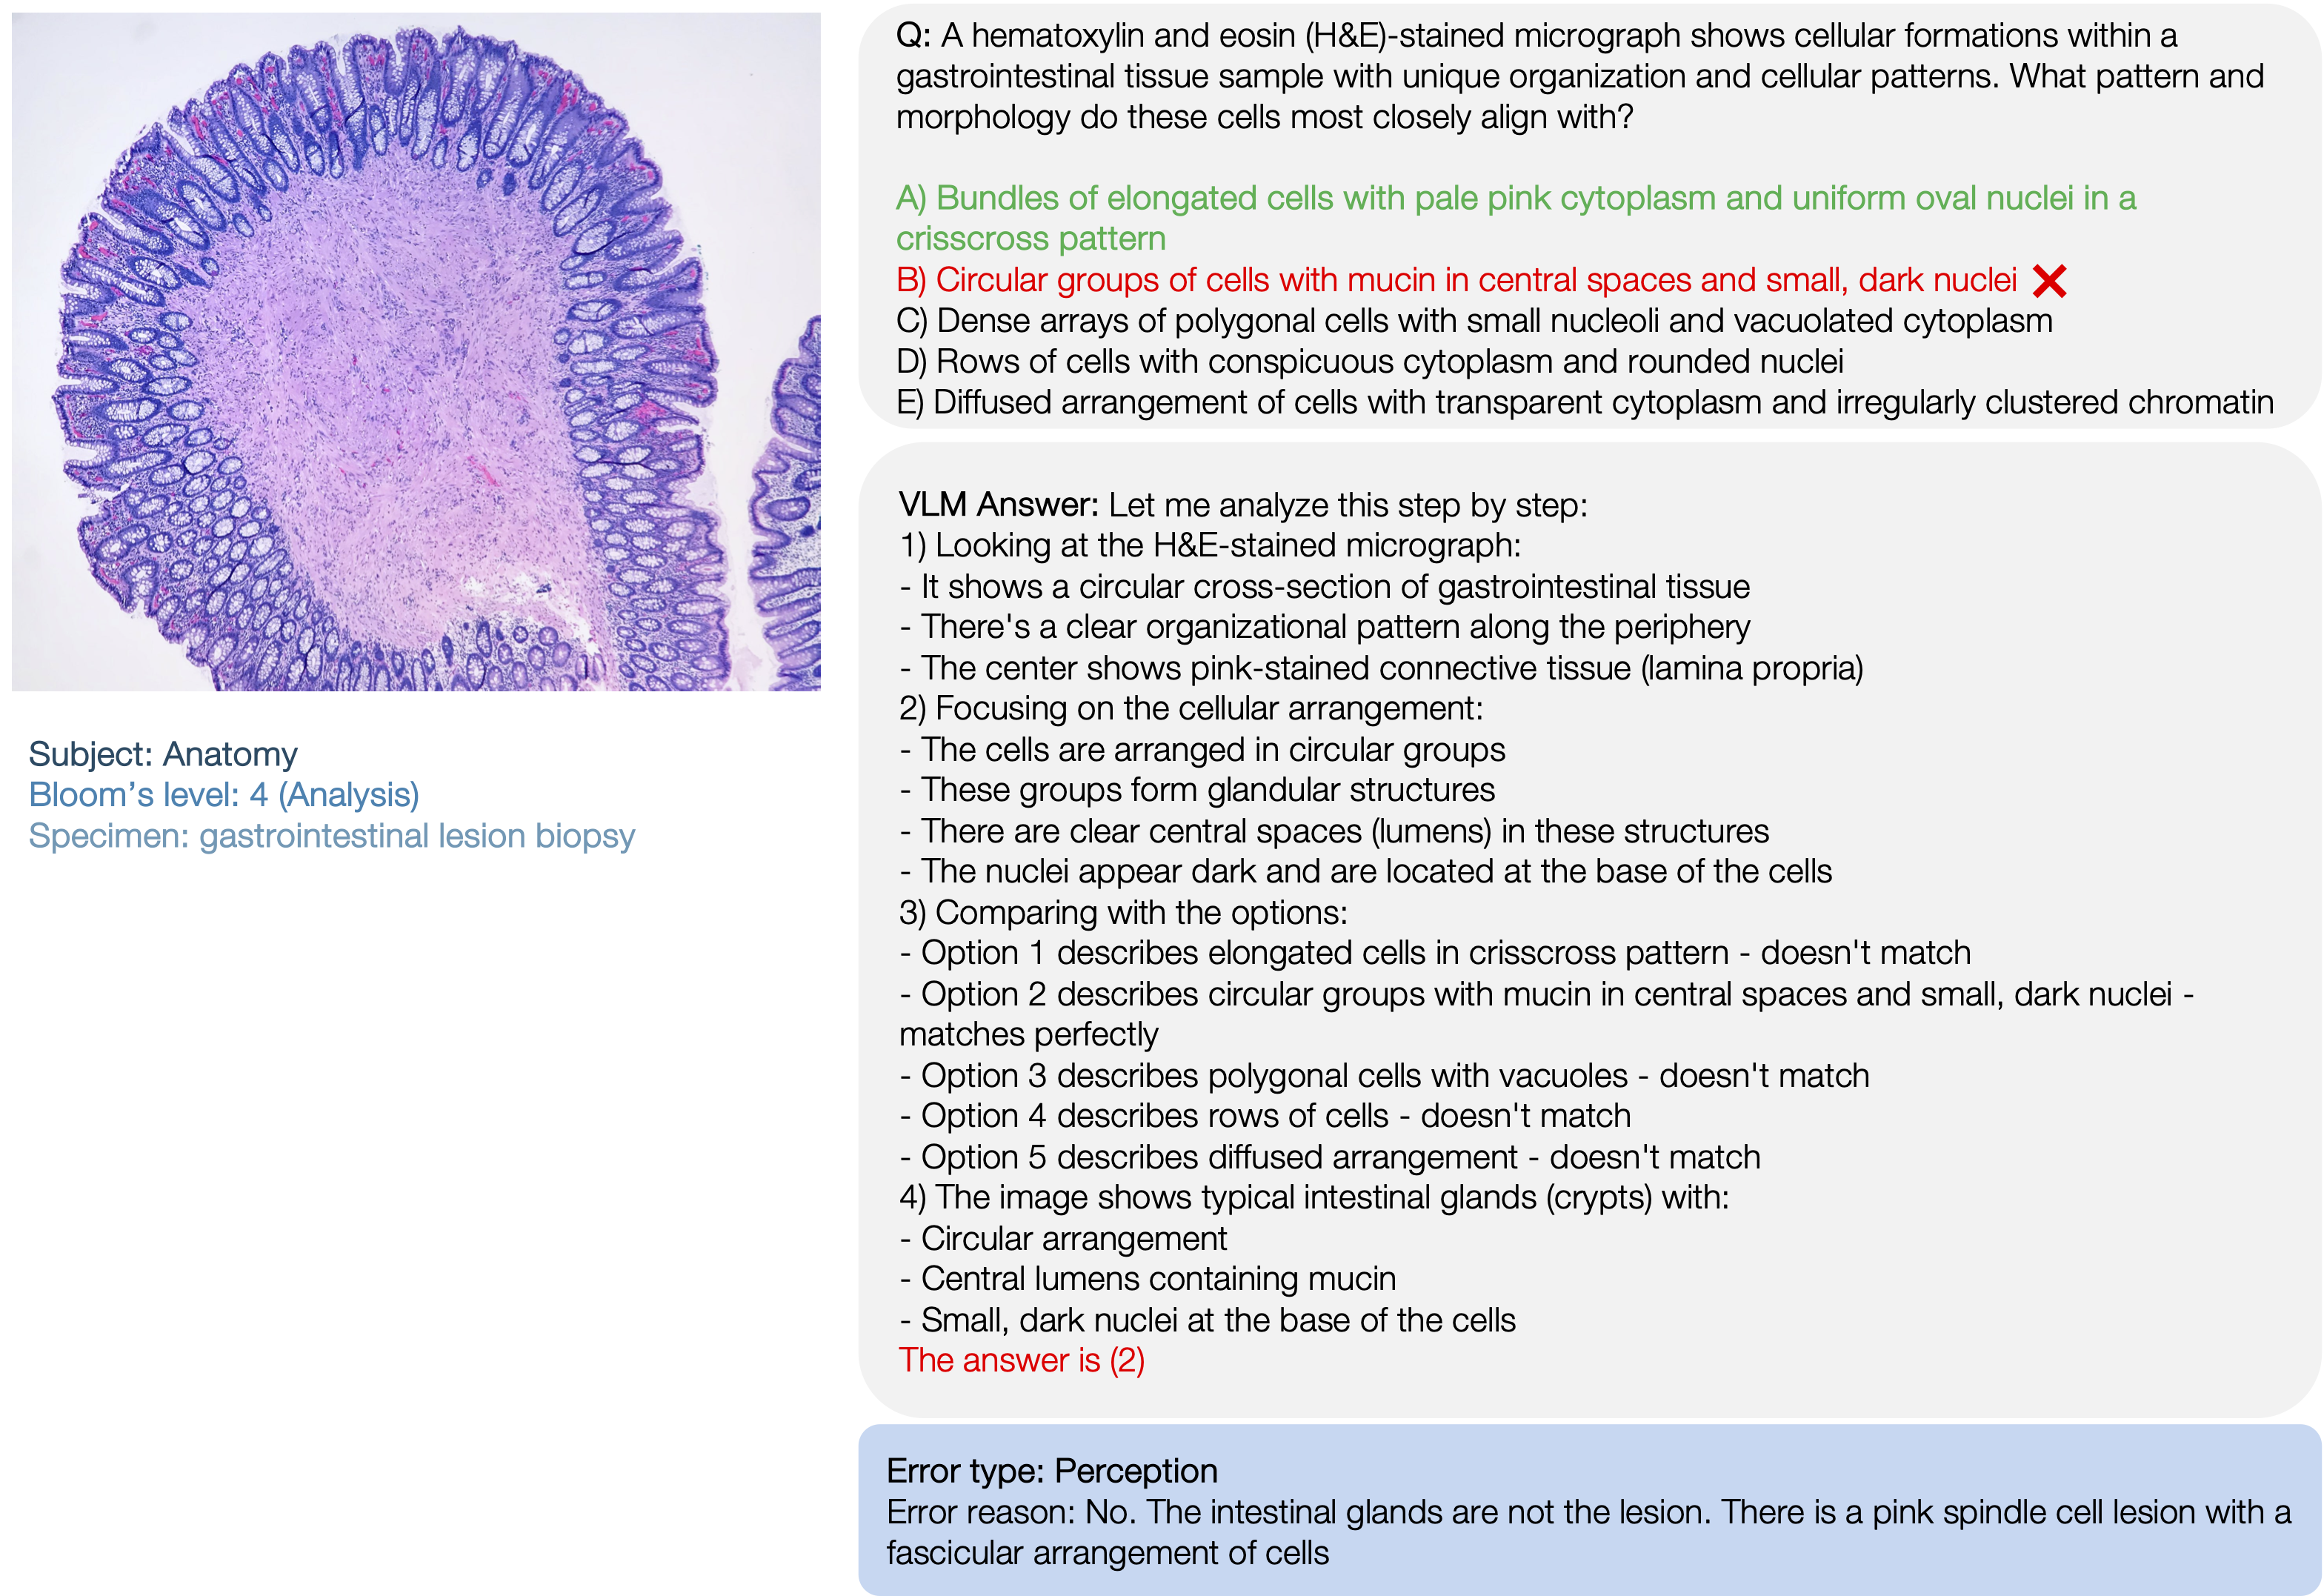 Q: A hematoxylin and eosin (H&E)-stained micrograph shows cellular formations within a
gastrointestinal tissue sample with unique organization and cellular patterns. What pattern and
morphology do these cells most closely align with?
A) Bundles of elongated cells with pale pink cytoplasm and uniform oval nuclei in a
crisscross pattern
B) Circular groups of cells with mucin in central spaces and small, dark nuclei ❌
C) Dense arrays of polygonal cells with small nucleoli and vacuolated cytoplasm
D) Rows of cells with conspicuous cytoplasm and rounded nuclei
E) Diffused arrangement of cells with transparent cytoplasm and irregularly clustered chromatin
Subject: Anatomy
Bloom’s level: 4 (Analysis)
Specimen: gastrointestinal lesion biopsy
VLM Answer: Let me analyze this step by step:
1) Looking at the H&E-stained micrograph:
- It shows a circular cross-section of gastrointestinal tissue
- There's a clear organizational pattern along the periphery
- The center shows pink-stained connective tissue (lamina propria)
2) Focusing on the cellular arrangement:
- The cells are arranged in circular groups
- These groups form glandular structures
- There are clear central spaces (lumens) in these structures
- The nuclei appear dark and are located at the base of the cells
3) Comparing with the options:
- Option 1 describes elongated cells in crisscross pattern - doesn't match
- Option 2 describes circular groups with mucin in central spaces and small, dark nuclei -
matches perfectly
- Option 3 describes polygonal cells with vacuoles - doesn't match
- Option 4 describes rows of cells - doesn't match
- Option 5 describes diffused arrangement - doesn't match
4) The image shows typical intestinal glands (crypts) with:
- Circular arrangement
- Central lumens containing mucin
- Small, dark nuclei at the base of the cells
The answer is (2)
Error type: Perception
Error reason: No. The intestinal glands are not the lesion. There is a pink spindle cell lesion with a
fascicular arrangement of cells